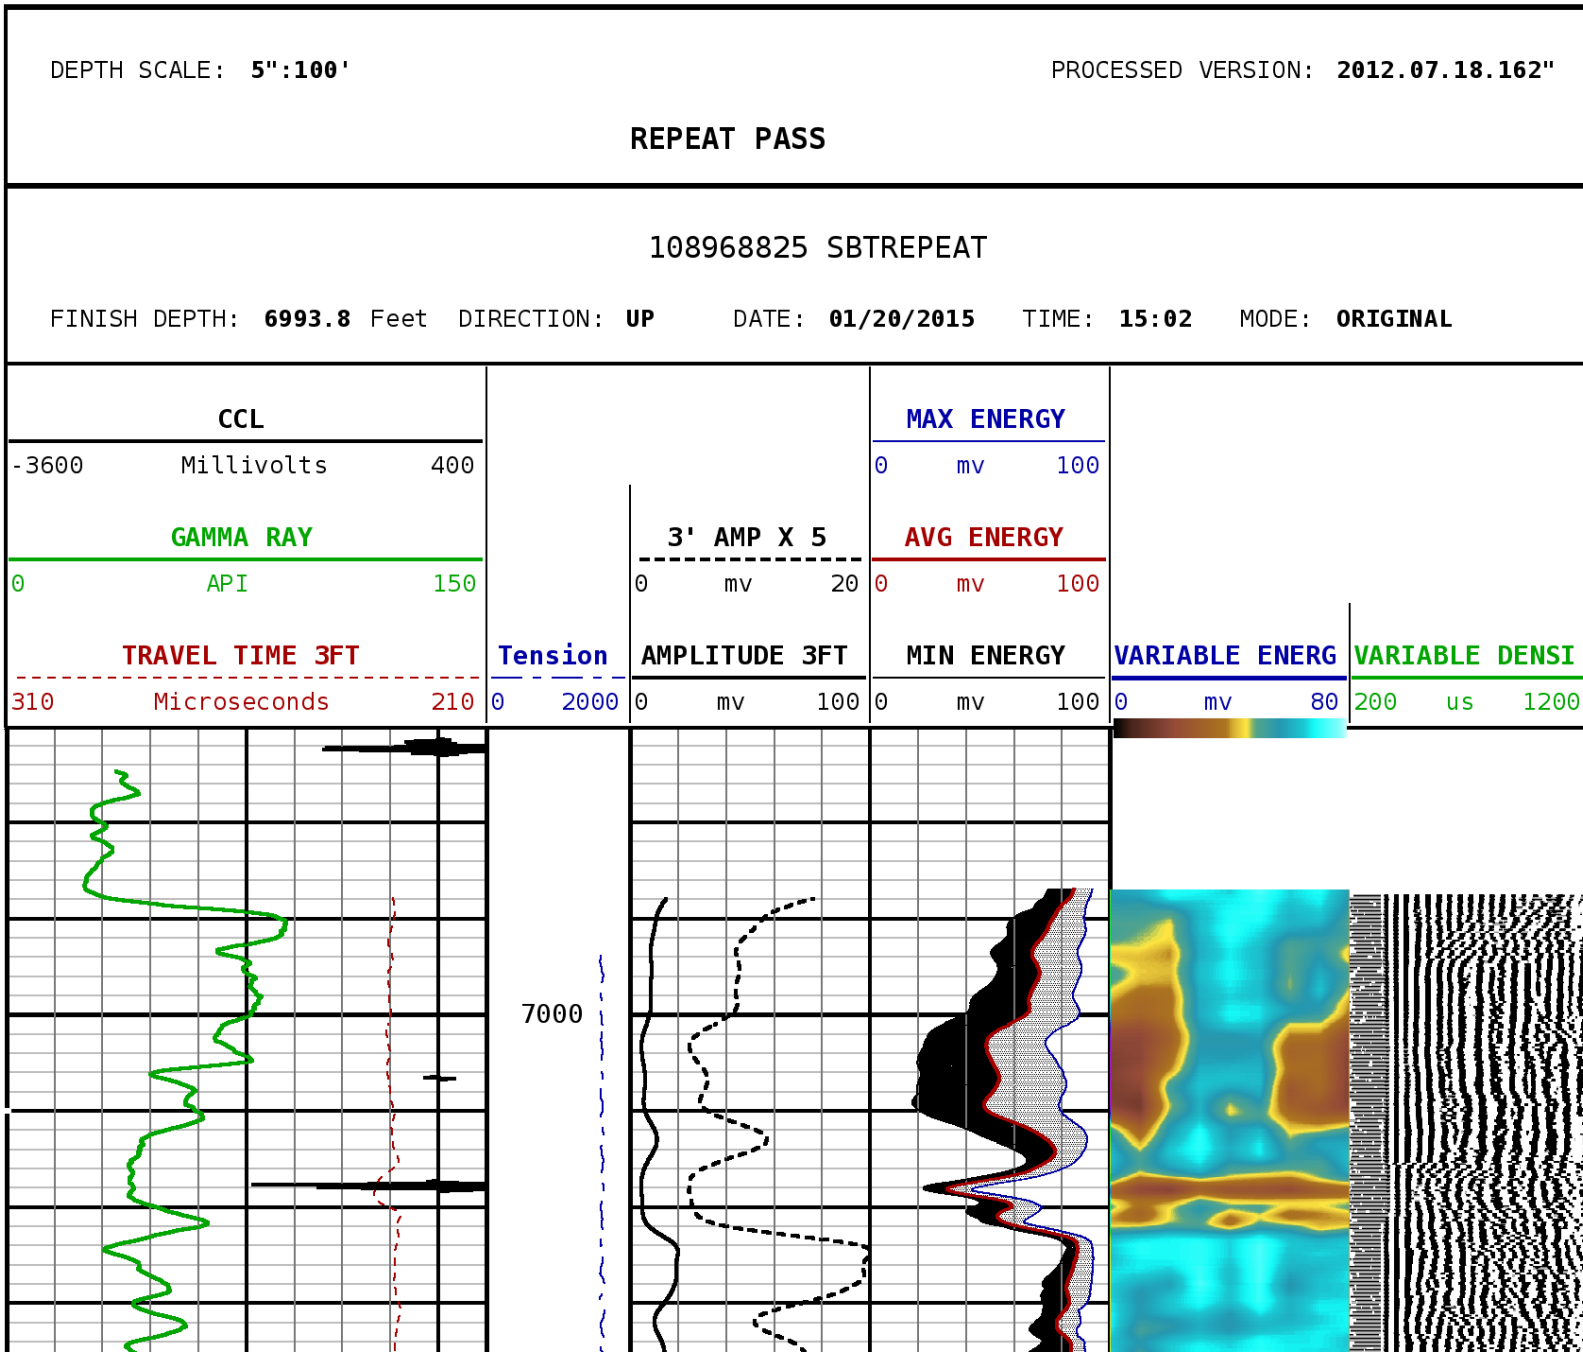 DEPTH SCALE: 5":100' PROCESSED VERSION: 2012.07.18.162"
REPEAT PASS
108968825 SBTREPEAT
FINISH DEPTH: 6993.8 Feet DIRECTION: UP DATE: 01/20/2015 TIME: 15:02 MODE: ORIGINAL
CCL MAX ENERGY
-3600 Millivolts 400 0 mv 100
GAMMA RAY 3' AMP X 5 AVG ENERGY
0 API 150 0 mv 20 0 mv 100
TRAVEL TIME 3FT Tension AMPLITUDE 3FT MIN ENERGY VARIABLE ENERG VARIABLE DENSI
310 Microseconds 210 0 2000 0 mv 100 0 mv 100 0 mv 80 200 us 1200
7000